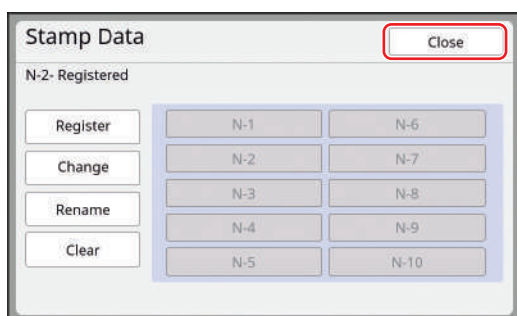 Stamp Data
Close
N-2- Registered
Register
Change
Rename
Clear
N-1
N-6
N-2
N-7
N-3
N-8
N-4
N-9
N-5
N-10